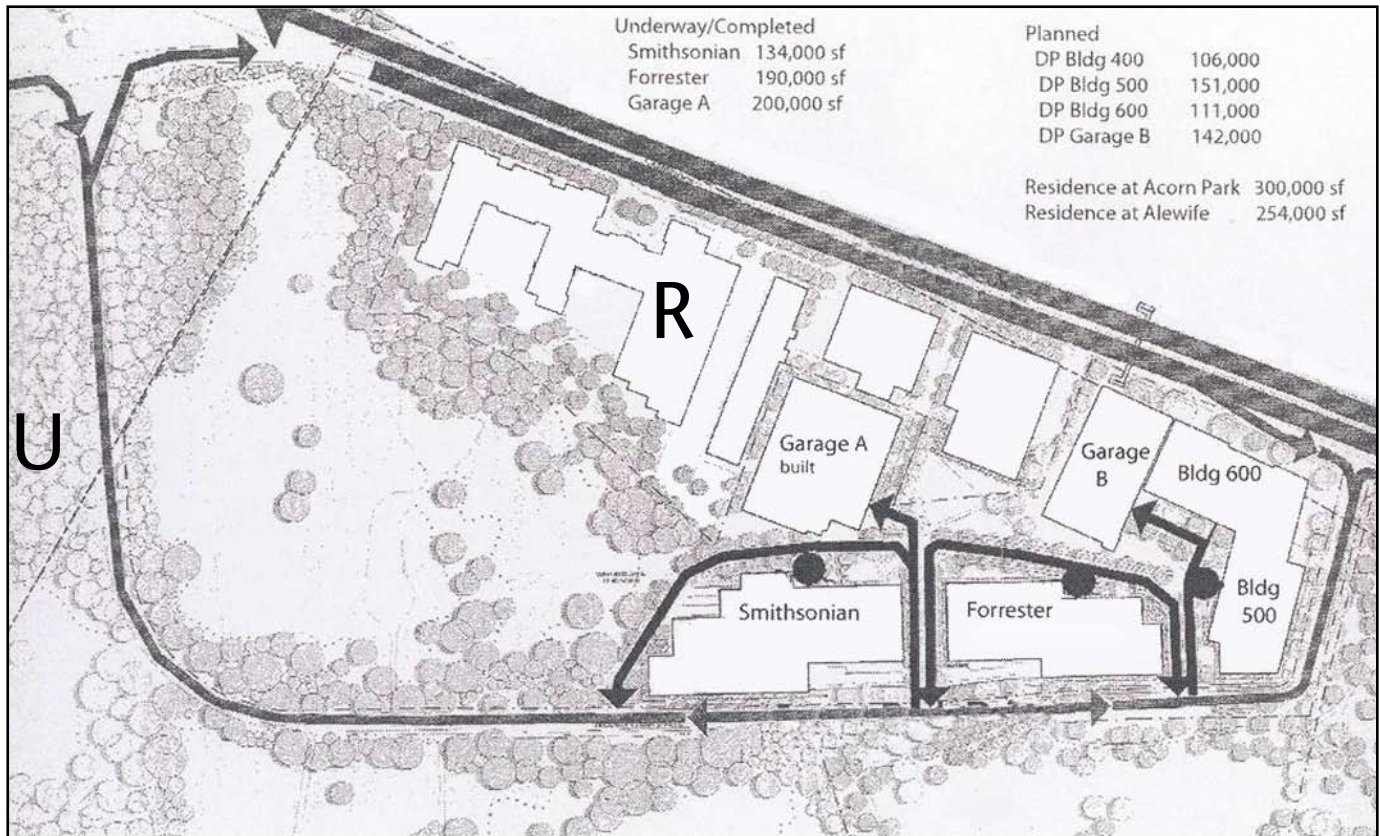 Underway/Completed
Smithsonian 134,000 sf
Forrester 190,000 sf
Garage A 200,000 sf
Planned
DP Bldg 400 106,000
DP Bldg 500 151,000
DP Bldg 600 111,000
DP Garage B 142,000
Residence at Acorn Park 300,000 sf
Residence at Alewife 254,000 sf
R
U
Garage A
built
Garage
B
Bldg 600
Smithsonian
Forrester
Bldg
500